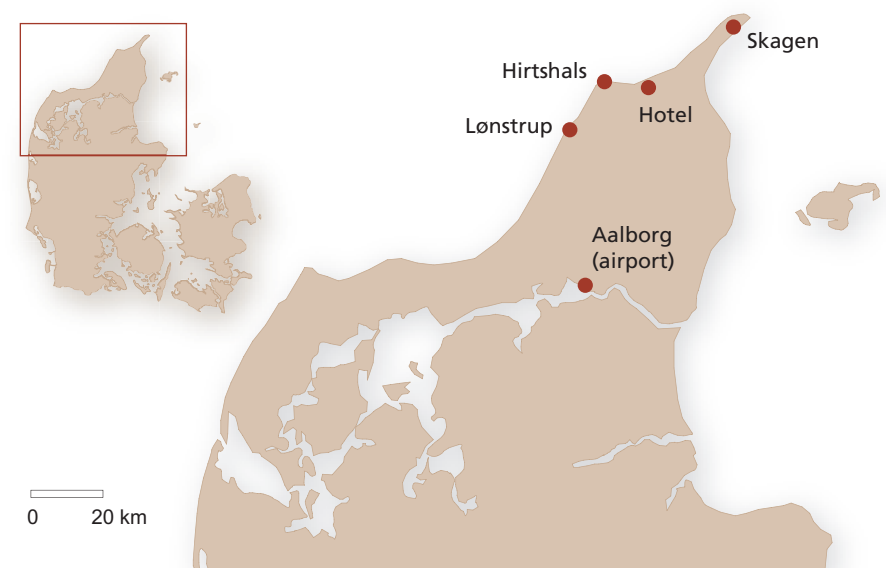 Skagen
Hirtshals
Hotel
Lønstrup
Aalborg
(airport)
0 20 km